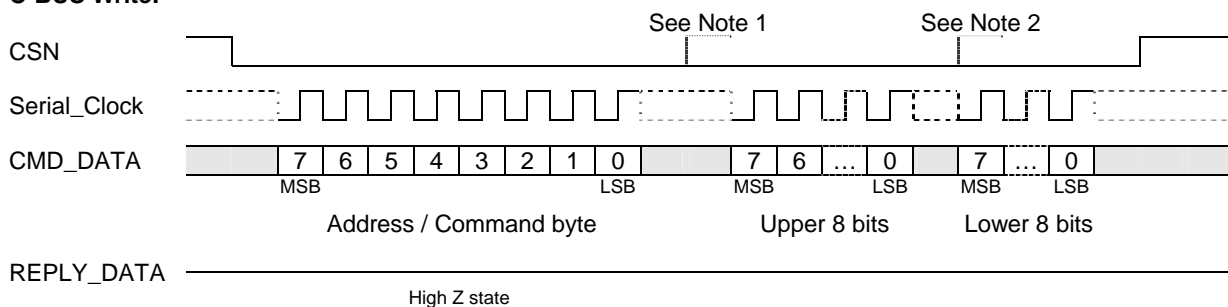 C-BUS Write:
See Note 1 See Note 2
CSN
Serial_Clock
CMD_DATA 7 6 5 4 3 2 1 0 7 6 … 0 7 … 0
MSB LSB MSB LSB MSB LSB
Address / Command byte Upper 8 bits Lower 8 bits
REPLY_DATA
High Z state